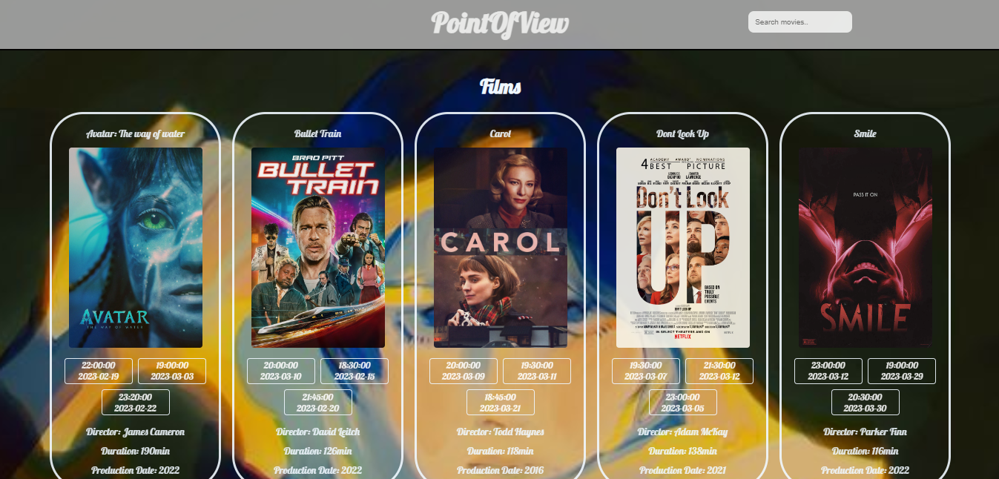 PointOfView
Search movies..
Films
Avatar: The way of water
AVATAR
THE WAY OF WATER
22:00:00
2023-02-19
19:00:00
2023-03-03
23:20:00
2023-02-22
Director: James Cameron
Duration: 190min
Production Date: 2022
Bullet Train
BRAD PITT
BULLET
TRAIN
20:00:00
2023-03-10
18:30:00
2023-02-15
21:45:00
2023-02-20
Director: David Leitch
Duration: 126min
Production Date: 2022
Carol
CAROL
20:00:00
2023-03-09
19:30:00
2023-03-11
18:45:00
2023-03-21
Director: Todd Haynes
Duration: 118min
Production Date: 2016
Dont Look Up
4 ACADEMY AWARD NOMINATIONS
BEST PICTURE
LEONARDO DICAPRIO
JENNIFER LAWRENCE
Don't Look
UP
BASED ON
TRULY
POSSIBLE
EVENTS
DON'T LOOK UP
IN SELECT THEATERS AND ON
NETFLIX
19:30:00
2023-03-07
21:30:00
2023-03-12
23:00:00
2023-03-05
Director: Adam McKay
Duration: 138min
Production Date: 2021
Smile
PASS IT ON
SMILE
23:00:00
2023-03-12
19:00:00
2023-03-29
20:30:00
2023-03-30
Director: Parker Finn
Duration: 116min
Production Date: 2022